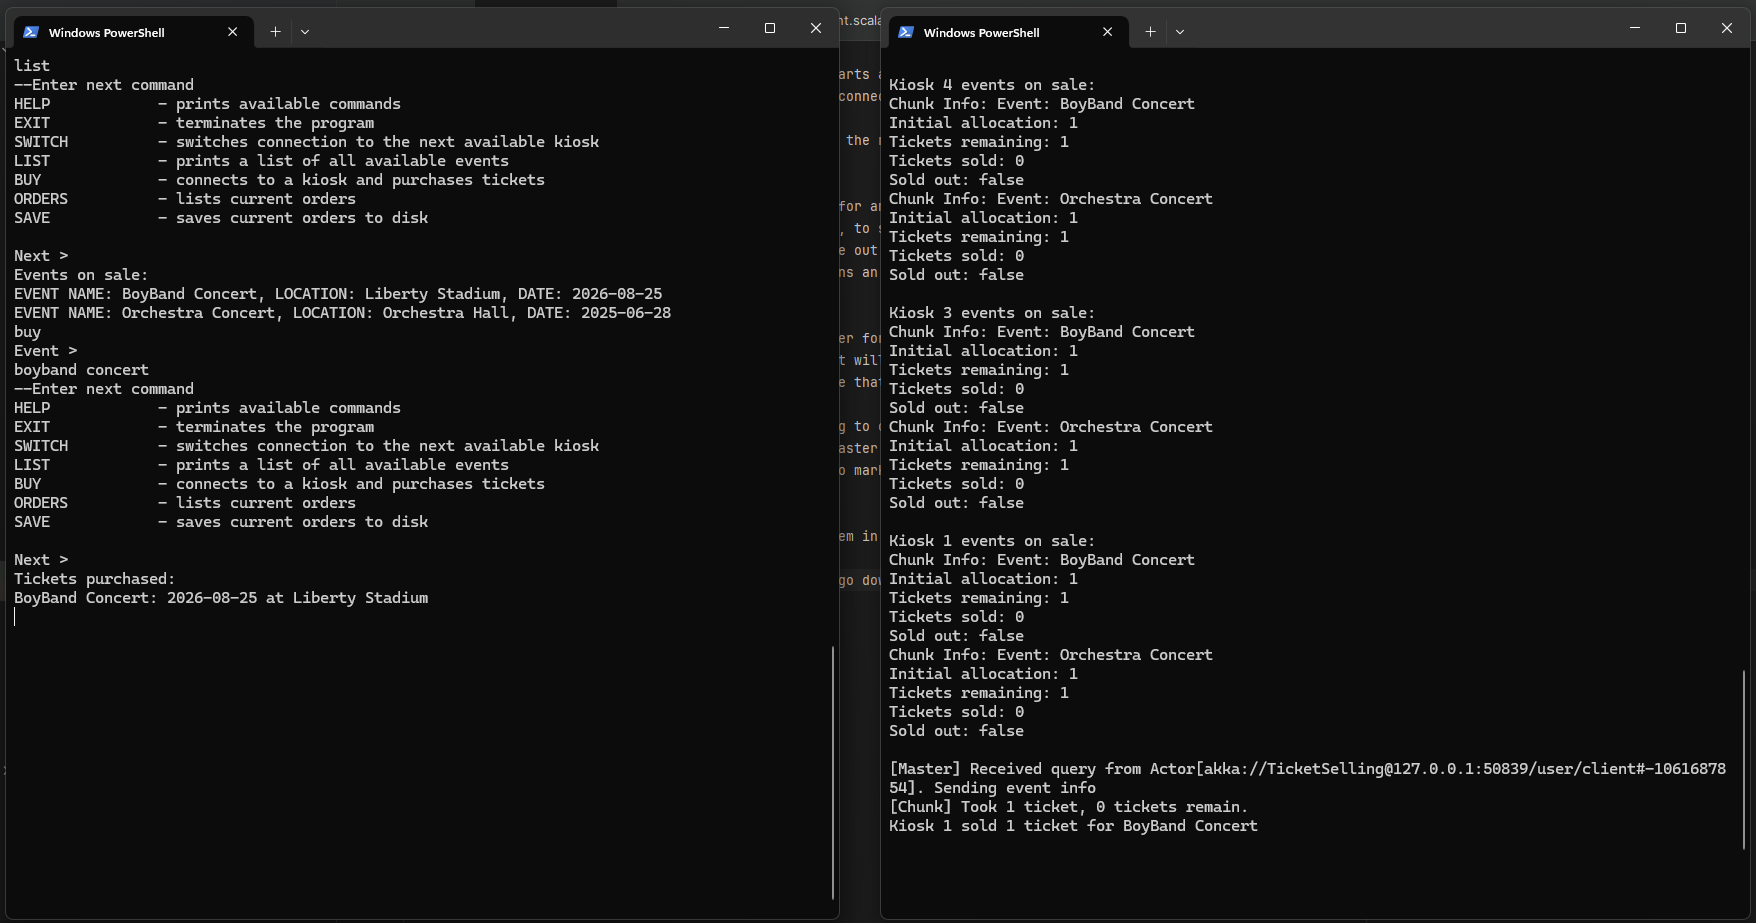 Windows PowerShell
list
--Enter next command
HELP            - prints available commands
EXIT            - terminates the program
SWITCH          - switches connection to the next available kiosk
LIST            - prints a list of all available events
BUY             - connects to a kiosk and purchases tickets
ORDERS          - lists current orders
SAVE            - saves current orders to disk
Next >
Events on sale:
EVENT NAME: BoyBand Concert, LOCATION: Liberty Stadium, DATE: 2026-08-25
EVENT NAME: Orchestra Concert, LOCATION: Orchestra Hall, DATE: 2025-06-28
buy
Event >
boyband concert
--Enter next command
HELP            - prints available commands
EXIT            - terminates the program
SWITCH          - switches connection to the next available kiosk
LIST            - prints a list of all available events
BUY             - connects to a kiosk and purchases tickets
ORDERS          - lists current orders
SAVE            - saves current orders to disk
Next >
Tickets purchased:
BoyBand Concert: 2026-08-25 at Liberty Stadium
nt.scala
arts
connec
the
for
, to
e out
ns an
er for
t will
e that
g to
aster
o mark
em in
go dow
Windows PowerShell
Kiosk 4 events on sale:
Chunk Info: Event: BoyBand Concert
Initial allocation: 1
Tickets remaining: 1
Tickets sold: 0
Sold out: false
Chunk Info: Event: Orchestra Concert
Initial allocation: 1
Tickets remaining: 1
Tickets sold: 0
Sold out: false
Kiosk 3 events on sale:
Chunk Info: Event: BoyBand Concert
Initial allocation: 1
Tickets remaining: 1
Tickets sold: 0
Sold out: false
Chunk Info: Event: Orchestra Concert
Initial allocation: 1
Tickets remaining: 1
Tickets sold: 0
Sold out: false
Kiosk 1 events on sale:
Chunk Info: Event: BoyBand Concert
Initial allocation: 1
Tickets remaining: 1
Tickets sold: 0
Sold out: false
Chunk Info: Event: Orchestra Concert
Initial allocation: 1
Tickets remaining: 1
Tickets sold: 0
Sold out: false
[Master] Received query from Actor[akka://TicketSelling@127.0.0.1:50839/user/client#-10616878
54]. Sending event info
[Chunk] Took 1 ticket, 0 tickets remain.
Kiosk 1 sold 1 ticket for BoyBand Concert